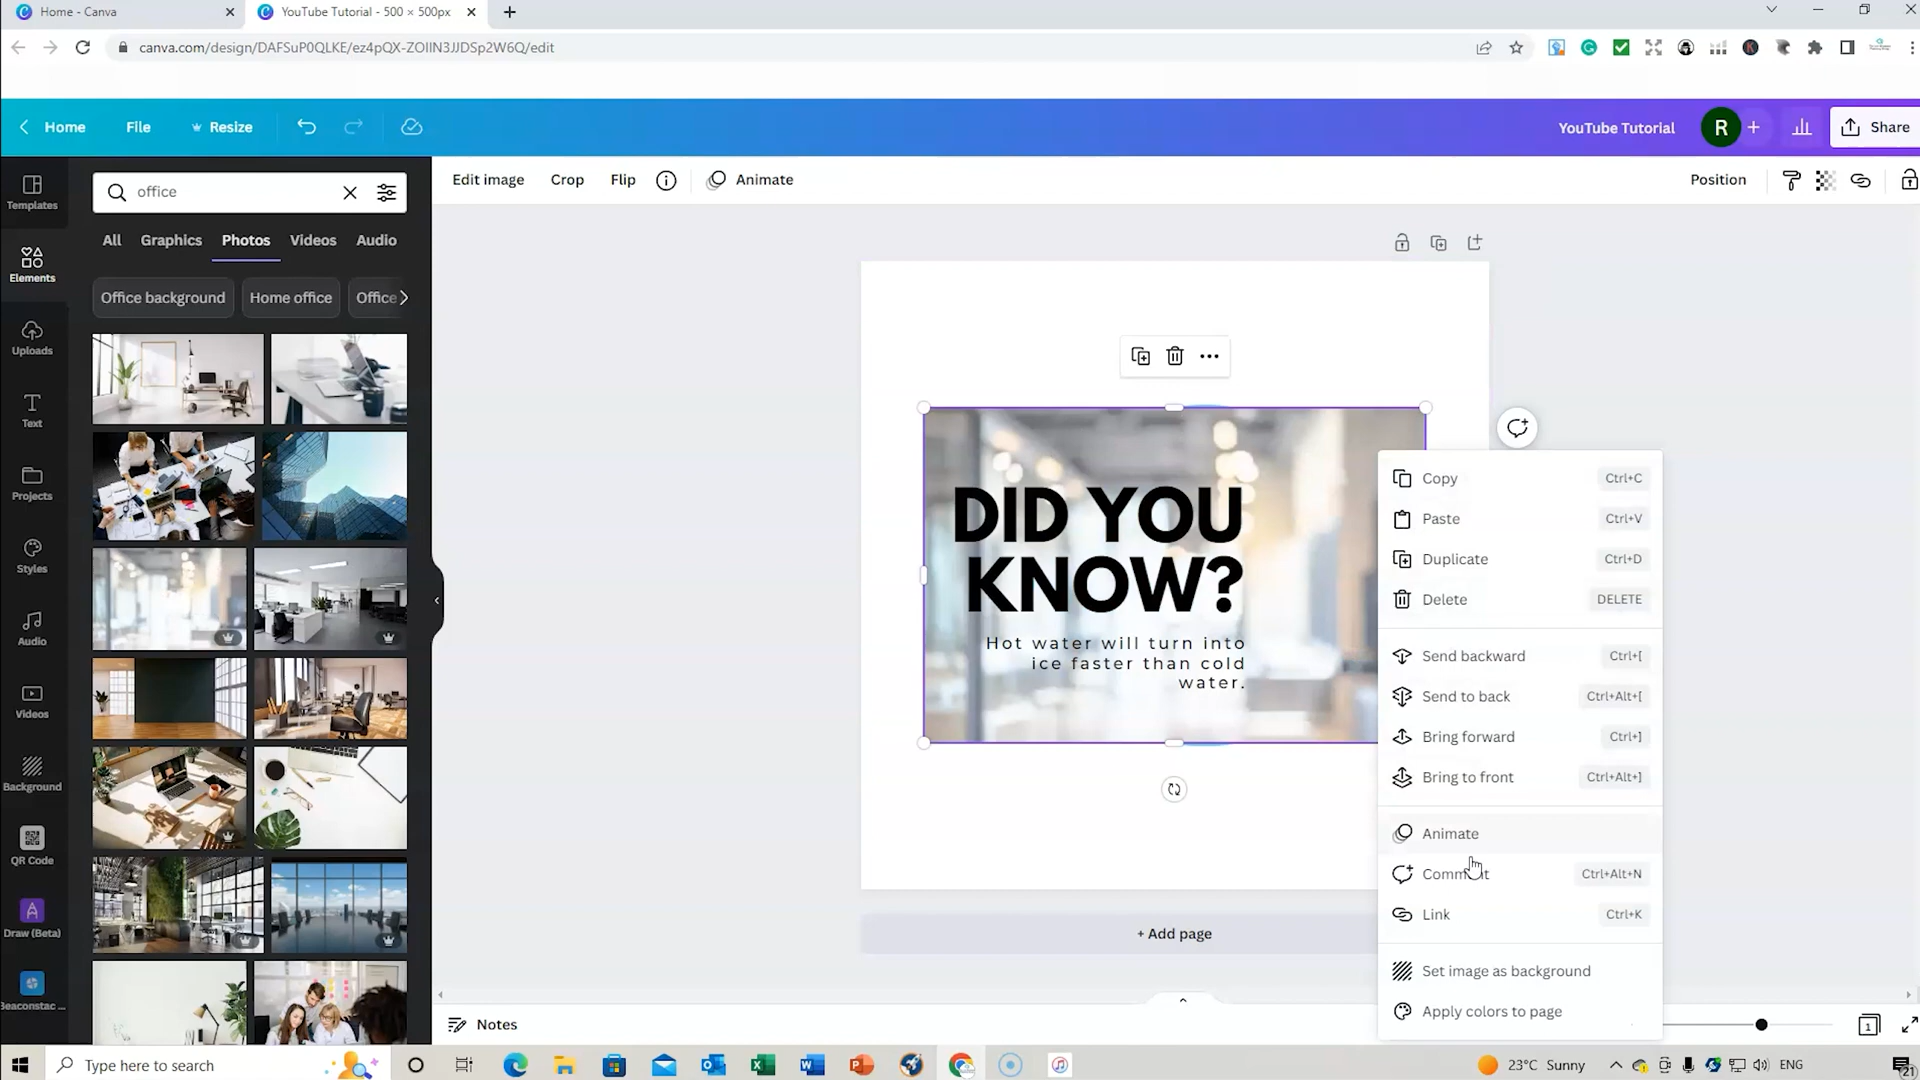 Home - Canva
YouTube Tutorial - 500 × 500px
canva.com/design/DAFSuP0QLKE/ez4pQX-ZOIIN3JJDSp2W6Q/edit
Home
File
Resize
YouTube Tutorial
R
Share
Templates
Elements
Uploads
Text
Projects
Styles
Audio
Videos
Background
QR Code
Draw (Beta)
Beaconstac ...
office
All
Graphics
Photos
Videos
Audio
Office background
Home office
Office
Edit image
Crop
Flip
Animate
Position
DID YOU
KNOW?
Hot water will turn into
ice faster than cold
water.
Copy Ctrl+C
Paste Ctrl+V
Duplicate Ctrl+D
Delete DELETE
Send backward Ctrl+[
Send to back Ctrl+Alt+[
Bring forward Ctrl+]
Bring to front Ctrl+Alt+]
Animate
Comment Ctrl+Alt+N
Link Ctrl+K
Set image as background
Apply colors to page
+ Add page
Notes
1
Type here to search
23°C Sunny
ENG
21